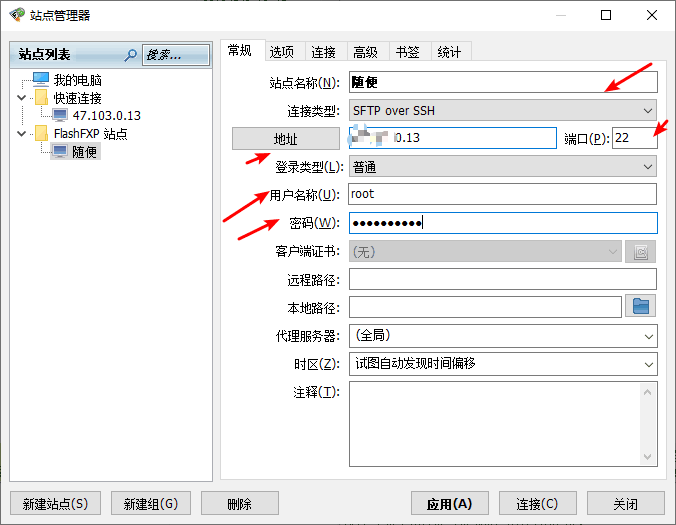 站点管理器
站点列表
搜索...
我的电脑
快速连接
47.103.0.13
FlashFXP 站点
随便
常规 选项 连接 高级 书签 统计
站点名称(N): 随便
连接类型: SFTP over SSH
地址 0.13 端口(P): 22
登录类型(L): 普通
用户名称(U): root
密码(W): ●●●●●●●●●●
客户端证书: (无)
远程路径:
本地路径:
代理服务器: (全局)
时区(Z): 试图自动发现时间偏移
注释(T):
新建站点(S) 新建组(G) 删除 应用(A) 连接(C) 关闭